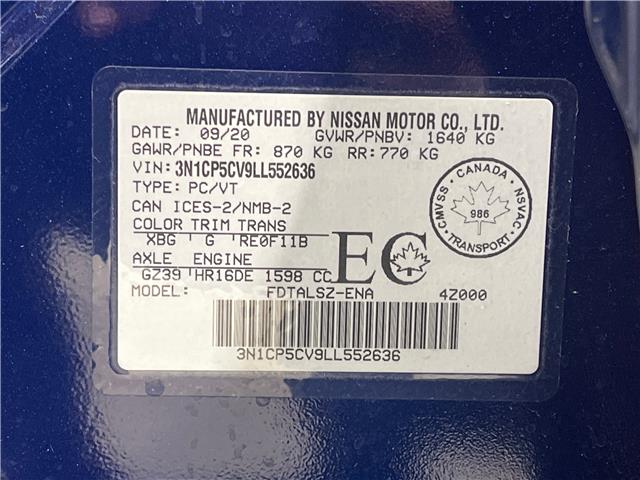 MANUFACTURED BY NISSAN MOTOR CO., LTD.
DATE: 09/20 GVWR/PNBV: 1640 KG
GAWR/PNBE FR: 870 KG RR: 770 KG
VIN: 3N1CP5CV9LL552636
TYPE: PC/VT
CAN ICES-2/NMB-2
COLOR TRIM TRANS
XBG G RE0F11B
AXLE ENGINE
GZ39 HR16DE 1598 CC
MODEL: FDTALSZ-ENA 4Z000
EC
CANADA
CMVSS
NSVAC
986
TRANSPORT
3N1CP5CV9LL552636